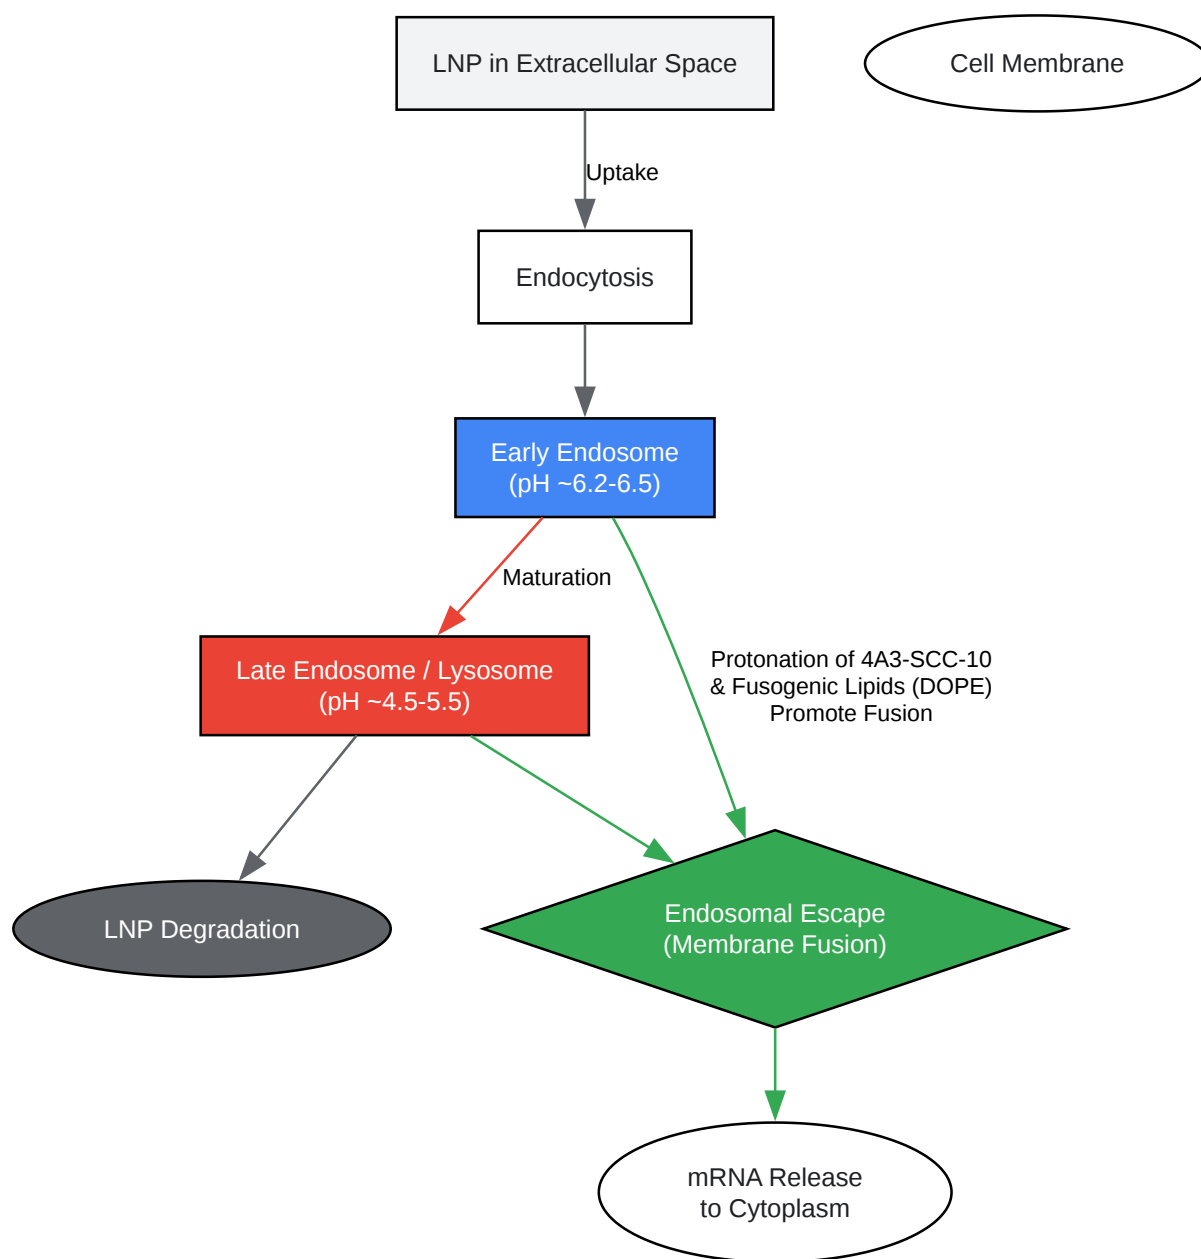 LNP in Extracellular Space
Cell Membrane
Uptake
Endocytosis
Early Endosome
(pH ~6.2-6.5)
Maturation
Late Endosome / Lysosome
(pH ~4.5-5.5)
Protonation of 4A3-SCC-10
& Fusogenic Lipids (DOPE)
Promote Fusion
LNP Degradation
Endosomal Escape
(Membrane Fusion)
mRNA Release
to Cytoplasm